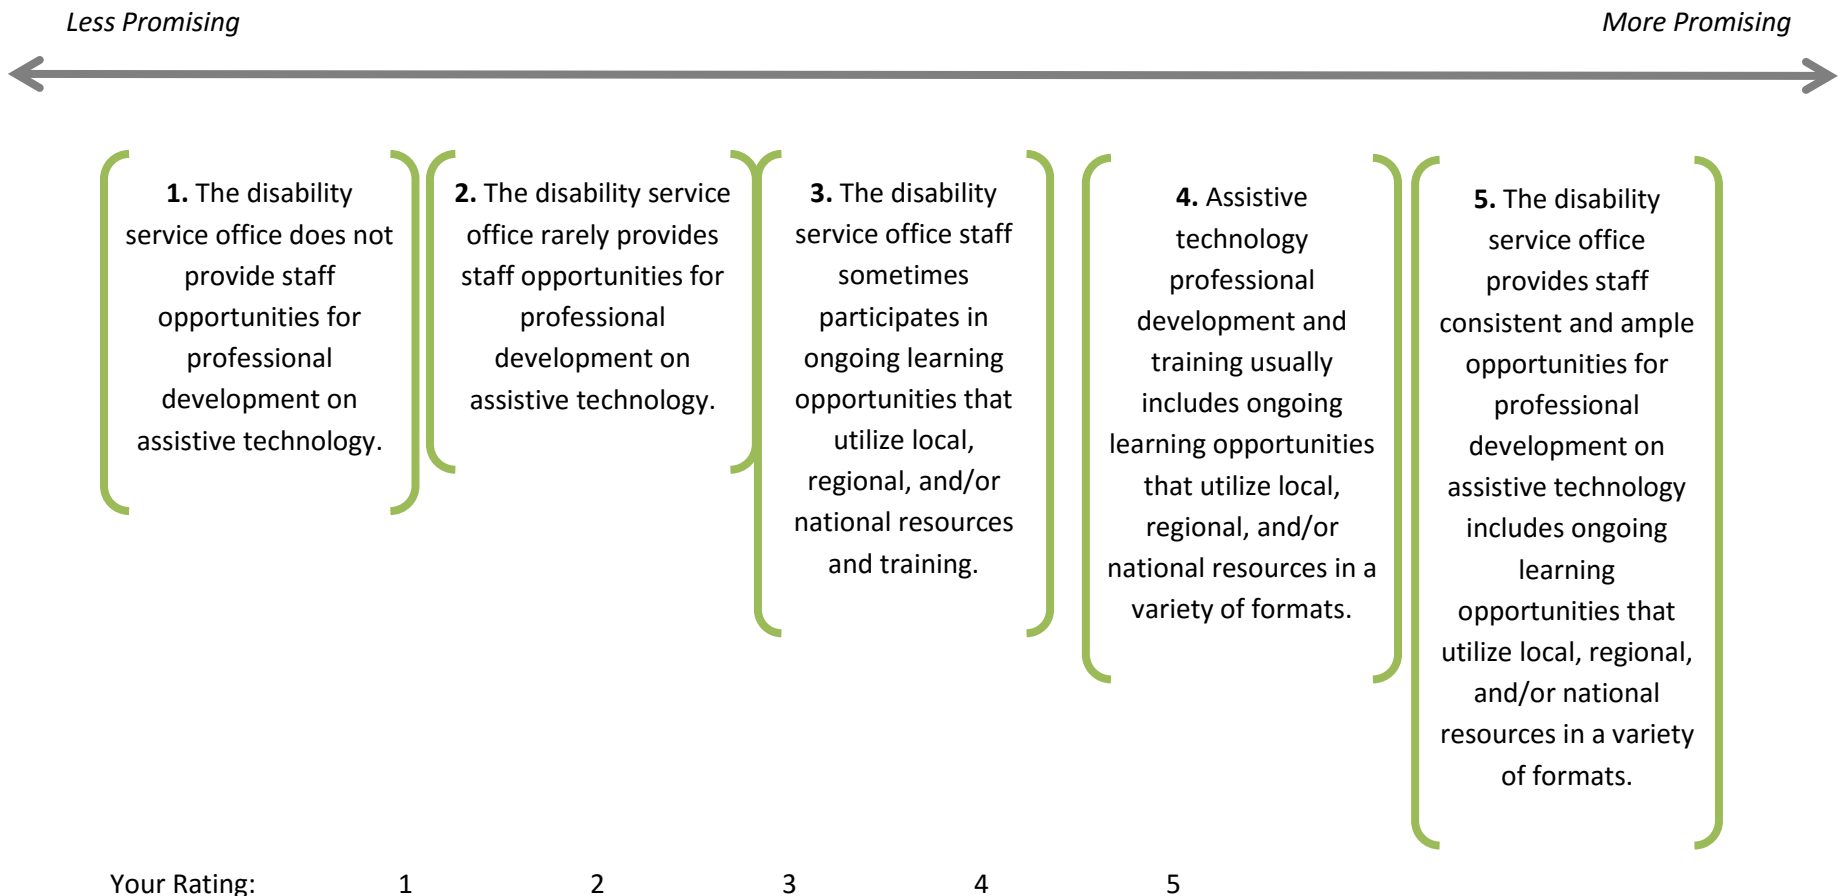 Less Promising
More Promising
1. The disability
service office does not
provide staff
opportunities for
professional
development on
assistive technology.
2. The disability service
office rarely provides
staff opportunities for
professional
development on
assistive technology.
3. The disability
service office staff
sometimes
participates in
ongoing learning
opportunities that
utilize local,
regional, and/or
national resources
and training.
4. Assistive
technology
professional
development and
training usually
includes ongoing
learning opportunities
that utilize local,
regional, and/or
national resources in a
variety of formats.
5. The disability
service office
provides staff
consistent and ample
opportunities for
professional
development on
assistive technology
includes ongoing
learning
opportunities that
utilize local, regional,
and/or national
resources in a variety
of formats.
Your Rating: 1 2 3 4 5